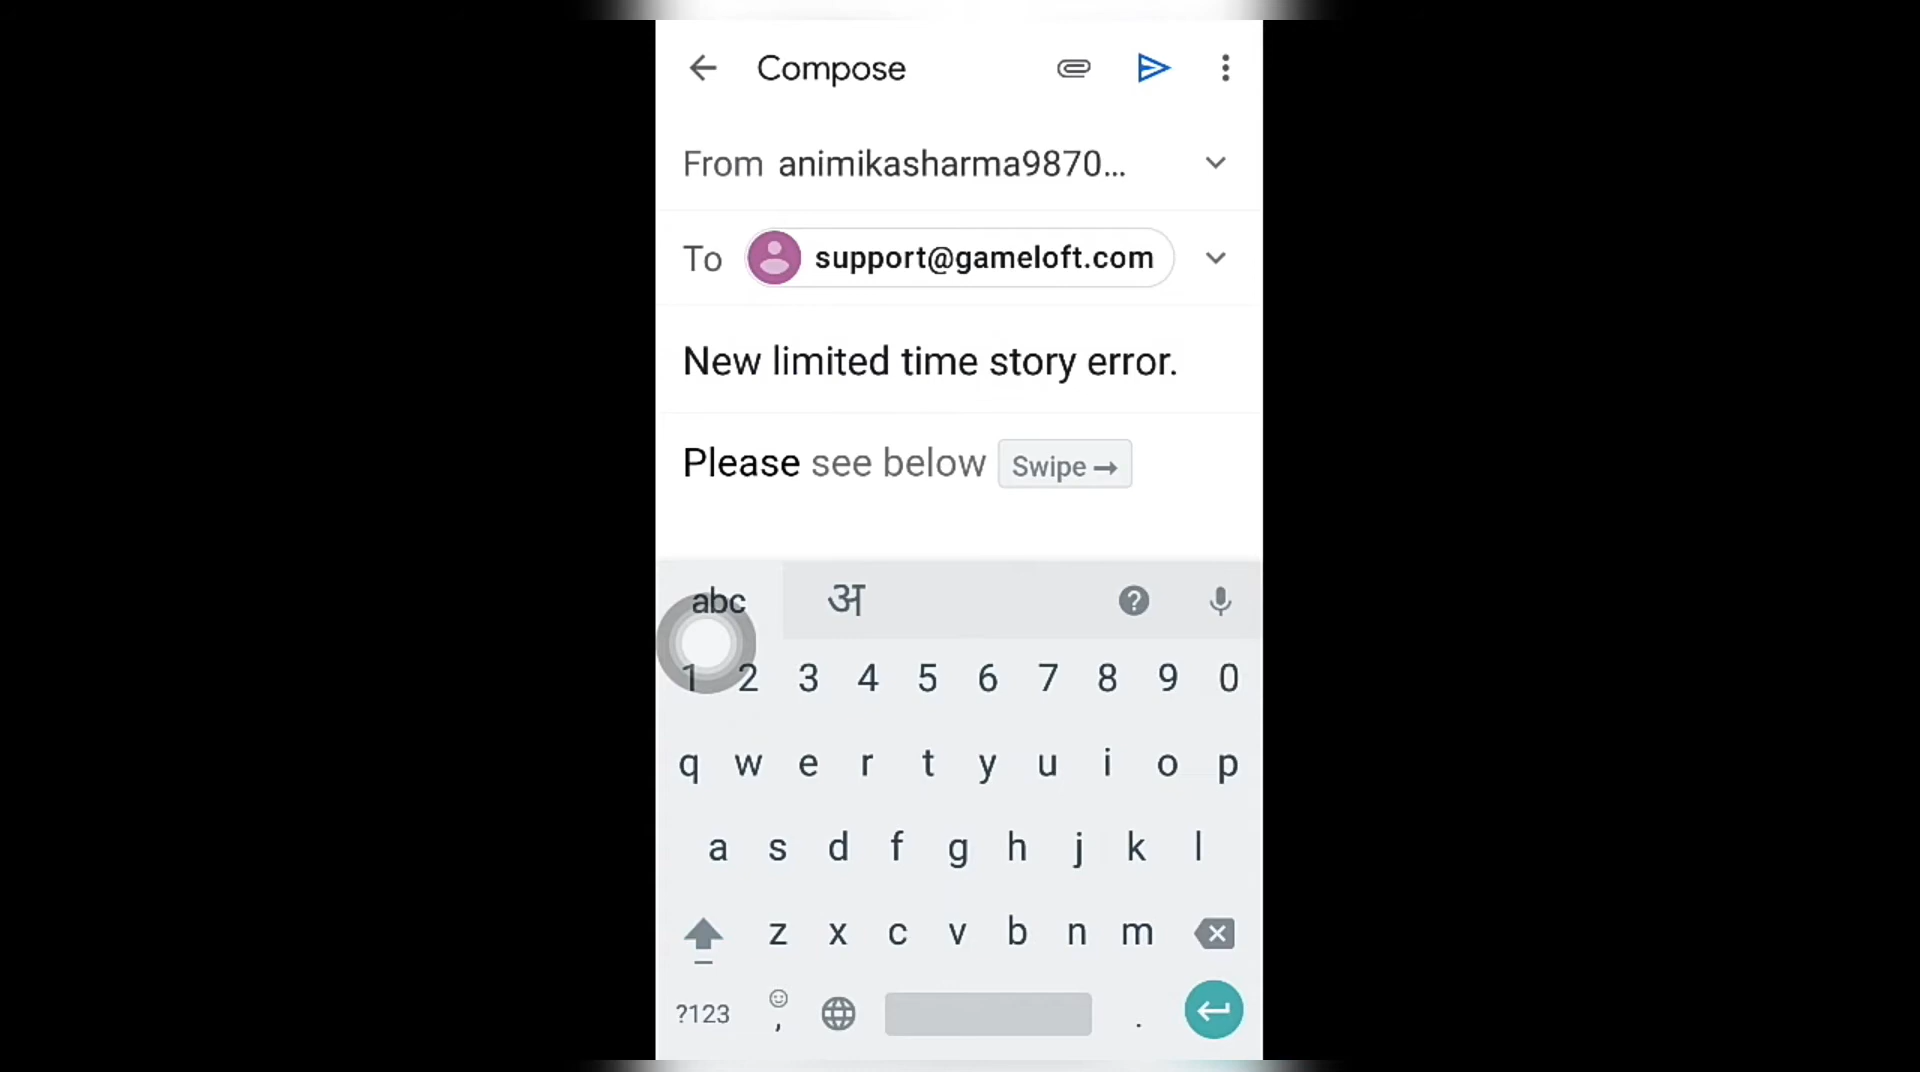 Compose
From animikasharma9870...
To support@gameloft.com
New limited time story error.
Please see below Swipe →
abc अ ?
1 2 3 4 5 6 7 8 9 0
q w e r t y u i o p
a s d f g h j k l
z x c v b n m
?123 , .